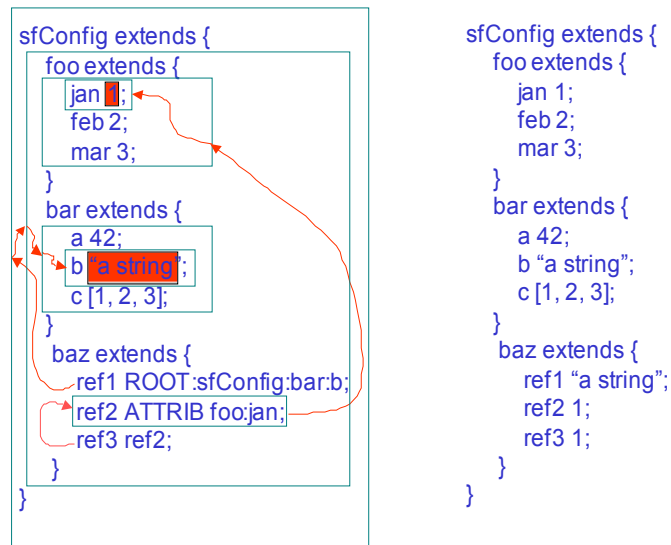 sfConfig extends {
foo extends {
jan 1;
feb 2;
mar 3;
}
bar extends {
a 42;
b “a string”;
c [1, 2, 3];
}
baz extends {
ref1 ROOT:sfConfig:bar:b;
ref2 ATTRIB foo:jan;
ref3 ref2;
}
}
sfConfig extends {
foo extends {
jan 1;
feb 2;
mar 3;
}
bar extends {
a 42;
b “a string”;
c [1, 2, 3];
}
baz extends {
ref1 “a string”;
ref2 1;
ref3 1;
}
}